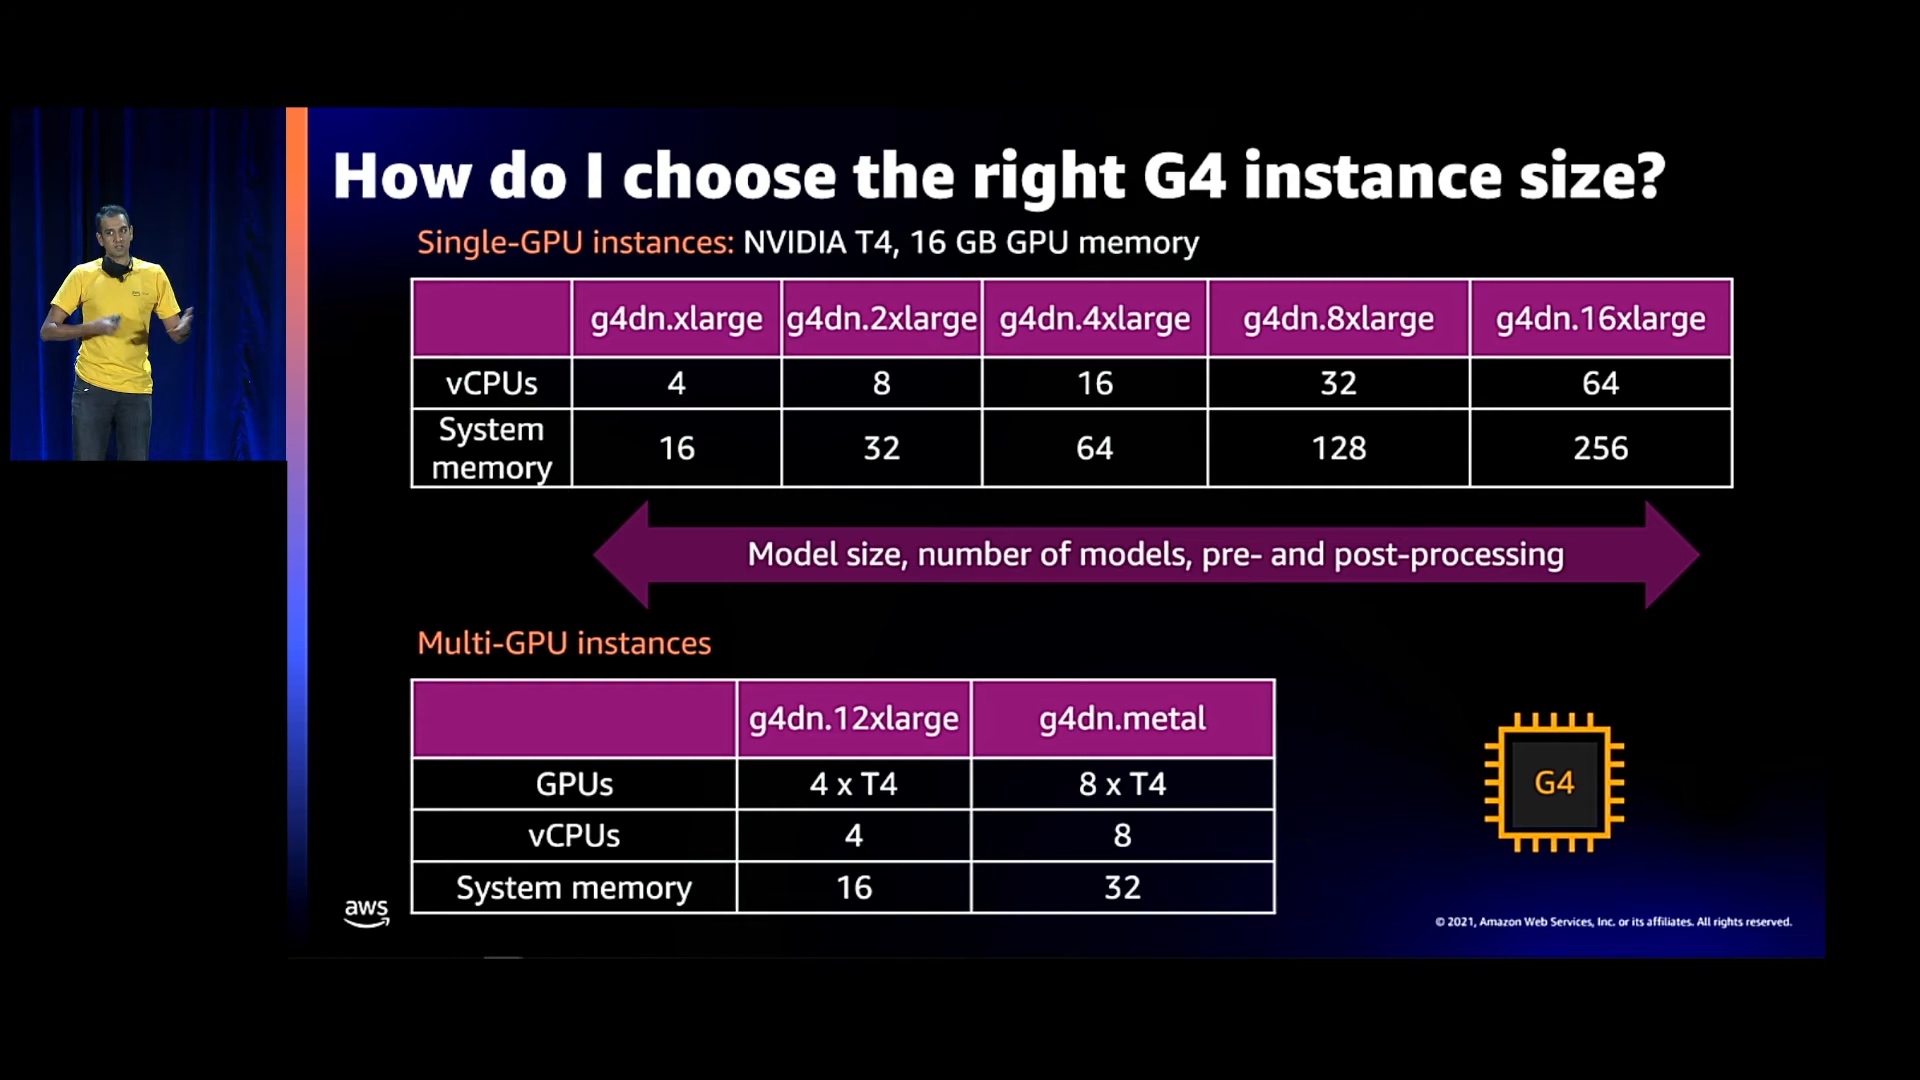 How do I choose the right G4 instance size?
Single-GPU instances: NVIDIA T4, 16 GB GPU memory
g4dn.xlarge g4dn.2xlarge g4dn.4xlarge g4dn.8xlarge g4dn.16xlarge
vCPUs 4 8 16 32 64
System memory 16 32 64 128 256
Model size, number of models, pre- and post-processing
Multi-GPU instances
g4dn.12xlarge g4dn.metal
GPUs 4 x T4 8 x T4
vCPUs 4 8
System memory 16 32
G4
aws
© 2021, Amazon Web Services, Inc. or its affiliates. All rights reserved.